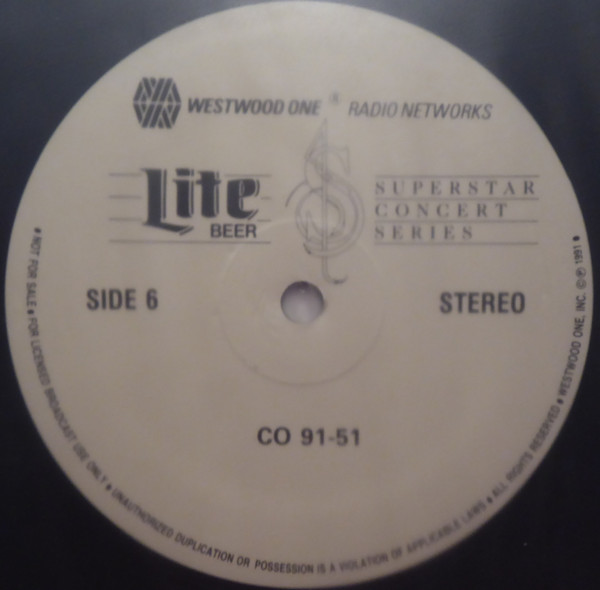 WESTWOOD ONE ® RADIO NETWORKS
Lite
BEER
SUPERSTAR
CONCERT
SERIES
SIDE 6
STEREO
CO 91-51
• NOT FOR SALE • FOR LICENSED BROADCAST USE ONLY • UNAUTHORIZED DUPLICATION OR POSSESSION IS A VIOLATION OF APPLICABLE LAWS • ALL RIGHTS RESERVED • WESTWOOD ONE, INC. © ℗ 1991 •